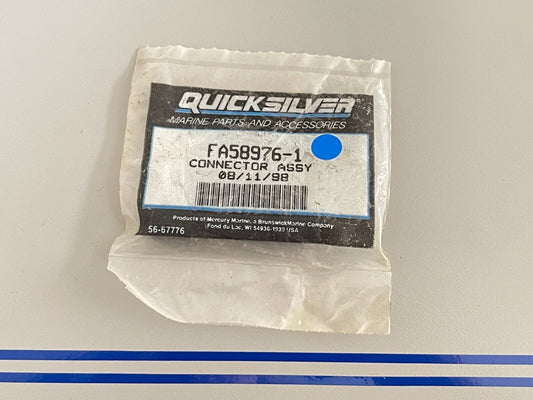 QUICKSILVER®
MARINE PARTS AND ACCESSORIES
FA58976-1
CONNECTOR ASSY
08/11/98
Products of Mercury Marine, a Brunswick Marine Company
56-67776
Fond du Lac, WI 54936-1939 USA